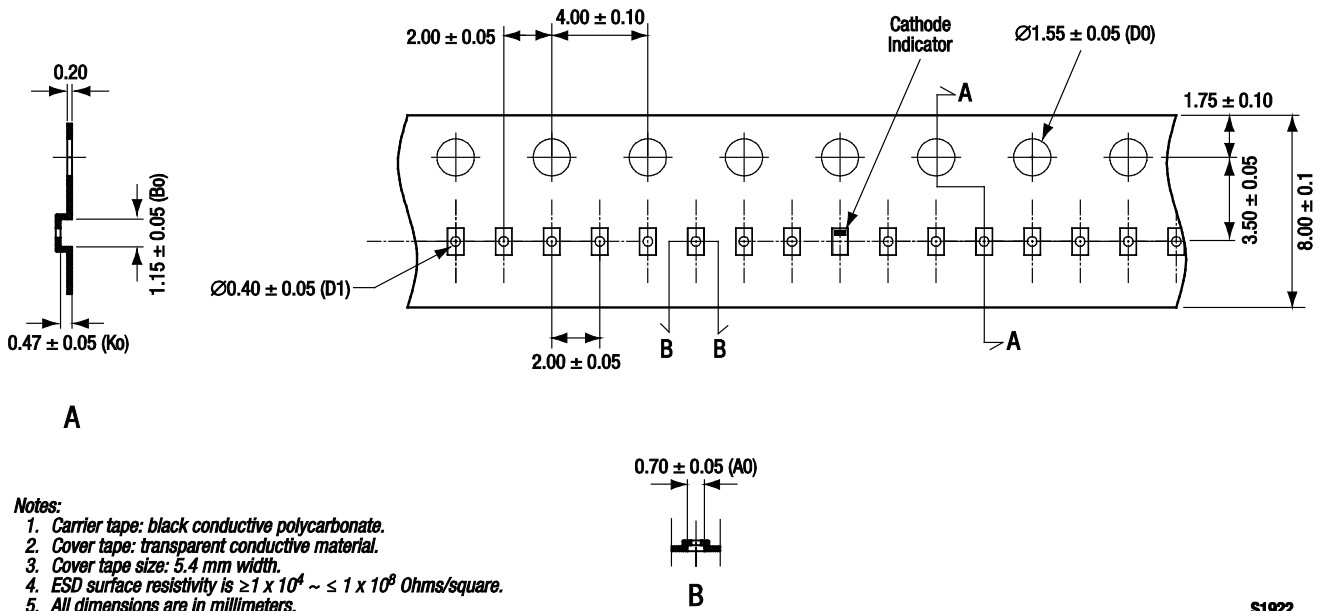 4.00 ± 0.10
2.00 ± 0.05
Cathode
Indicator
Ø1.55 ± 0.05 (D0)
0.20
A
1.75 ± 0.10
1.15 ± 0.05 (Bo)
3.50 ± 0.05
8.00 ± 0.1
Ø0.40 ± 0.05 (D1)
0.47 ± 0.05 (Ko)
B B
A
2.00 ± 0.05
A
0.70 ± 0.05 (A0)
B
Notes:
1. Carrier tape: black conductive polycarbonate.
2. Cover tape: transparent conductive material.
3. Cover tape size: 5.4 mm width.
4. ESD surface resistivity is ≥1 x 10⁴ ~ ≤ 1 x 10⁸ Ohms/square.
5. All dimensions are in millimeters.
S1922